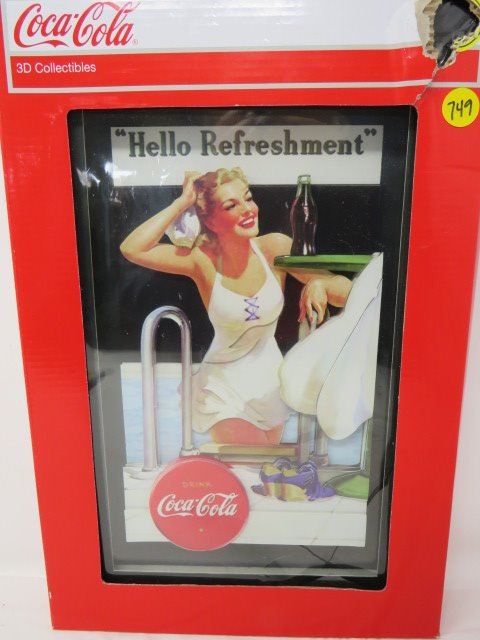 Coca-Cola
3D Collectibles
749
"Hello Refreshment"
DRINK
Coca-Cola